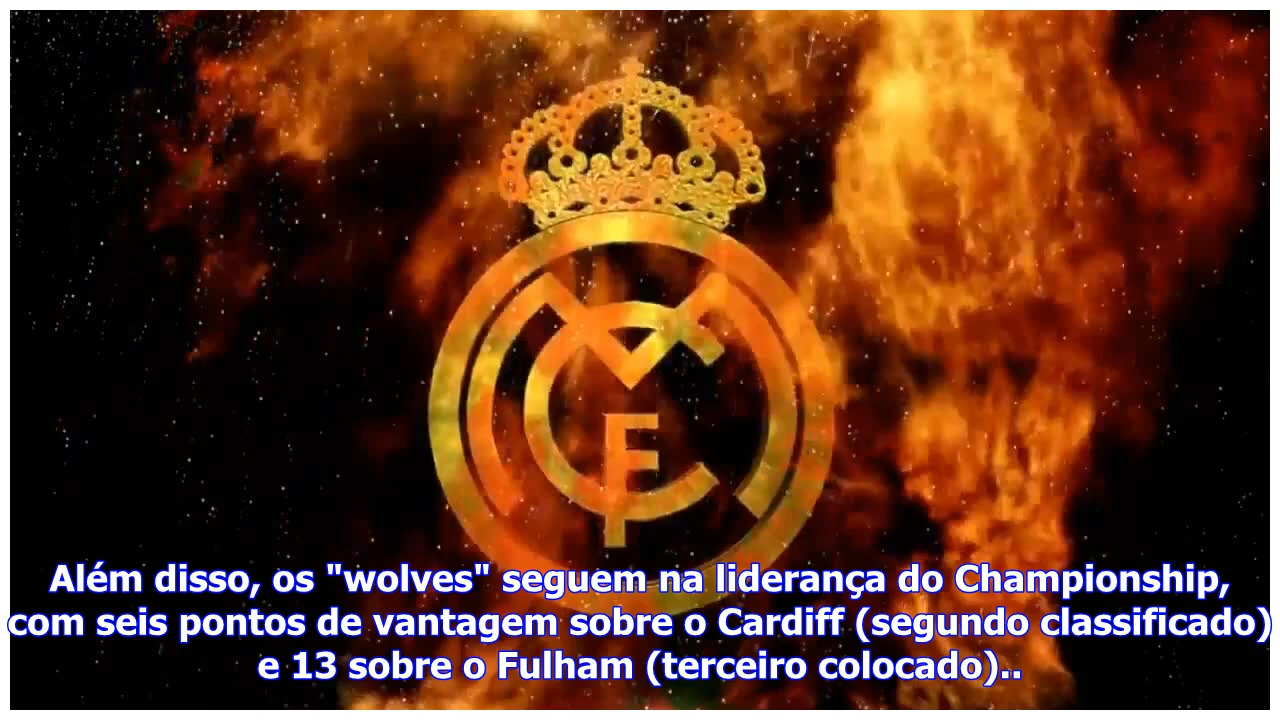 Além disso, os "wolves" seguem na liderança do Championship,
com seis pontos de vantagem sobre o Cardiff (segundo classificado)
e 13 sobre o Fulham (terceiro colocado)..